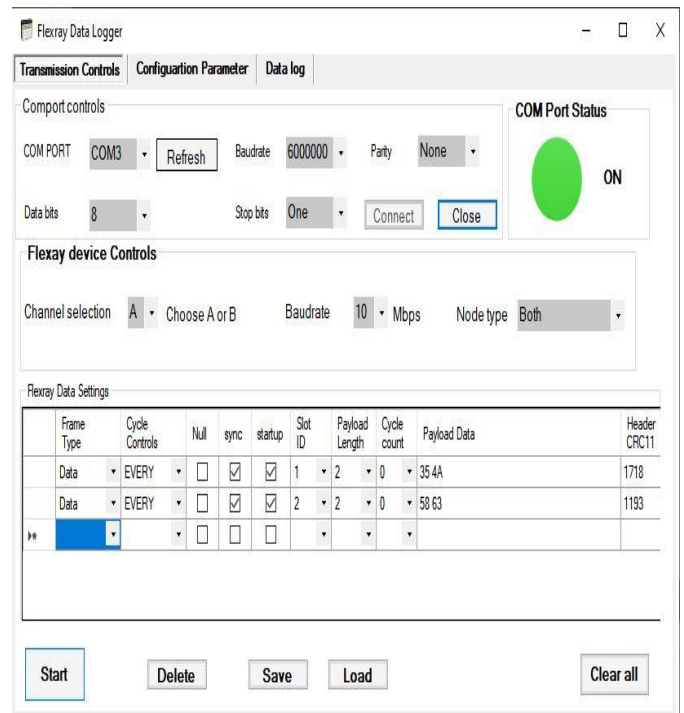 Flexray Data Logger
Transmission Controls Configuartion Parameter Data log
Comport controls
COM PORT COM3 Refresh Baudrate 6000000 Parity None
Data bits 8 Stop bits One Connect Close
COM Port Status
ON
Flexay device Controls
Channel selection A Choose A or B Baudrate 10 Mbps Node type Both
Flexray Data Settings
Frame Type Cycle Controls Null sync startup Slot ID Payload Length Cycle count Payload Data Header CRC11
Data EVERY 1 2 0 35 4A 1718
Data EVERY 2 2 0 58 63 1193
Start Delete Save Load Clear all